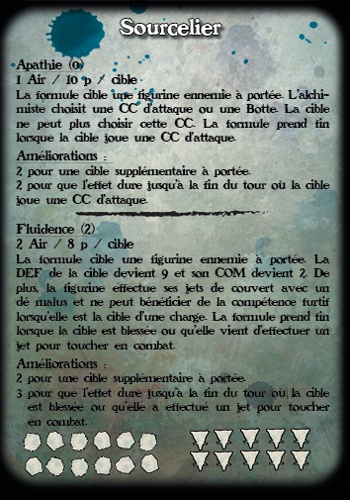 Sourcelier
Apathie (0)
1 Air / 10 p / cible
La formule cible une figurine ennemie à portée. L'alchi-
miste choisit une CC d'attaque ou une Botte. La cible
ne peut plus choisir cette CC. La formule prend fin
lorsque la cible joue une CC d'attaque.
Améliorations :
2 pour une cible supplémentaire à portée.
2 pour que l'effet dure jusqu'à la fin du tour où la cible
joue une CC d'attaque.
Fluidence (2)
2 Air / 8 p / cible
La formule cible une figurine ennemie à portée. La
DEF de la cible devient 9 et son COM devient 2. De
plus, la figurine effectue ses jets de couvert avec un
dé malus et ne peut bénéficier de la compétence furtif
lorsqu'elle est la cible d'une charge. La formule prend fin
lorsque la cible est blessée ou qu'elle vient d'effectuer un
jet pour toucher en combat.
Améliorations :
2 pour une cible supplémentaire à portée.
3 pour que l'effet dure jusqu'à la fin du tour où la cible
est blessée ou qu'elle a effectué un jet pour toucher
en combat.